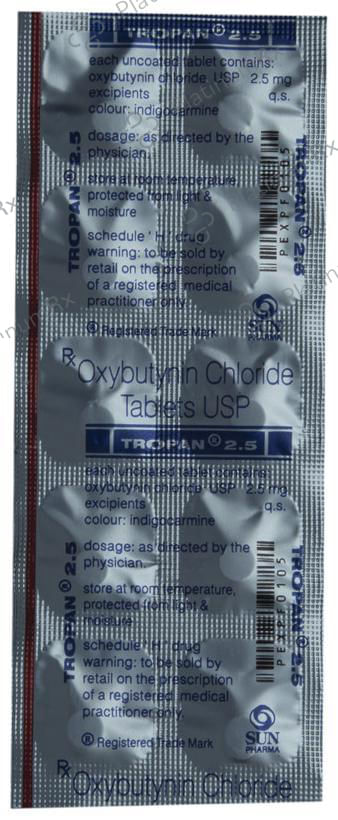 TROPAN® 2.5
each uncoated tablet contains:
oxybutynin chloride USP 2.5 mg
excipients q.s.
colour: indigocarmine
dosage: as directed by the
physician.
store at room temperature,
protected from light &
moisture
schedule 'H' drug
warning: to be sold by
retail on the prescription
of a registered medical
practitioner only.
® Registered Trade Mark
TROPAN® 2.5
TROPAN® 2.5
PEXPF0105
SUN
PHARMA
Rx Oxybutynin Chloride
Tablets USP
TROPAN® 2.5
each uncoated tablet contains:
oxybutynin chloride USP 2.5 mg
excipients q.s.
colour: indigocarmine
dosage: as directed by the
physician.
store at room temperature,
protected from light &
moisture
schedule 'H' drug
warning: to be sold by
retail on the prescription
of a registered medical
practitioner only.
® Registered Trade Mark
TROPAN® 2.5
TROPAN® 2.5
PEXPF0105
SUN
PHARMA
Rx Oxybutynin Chloride